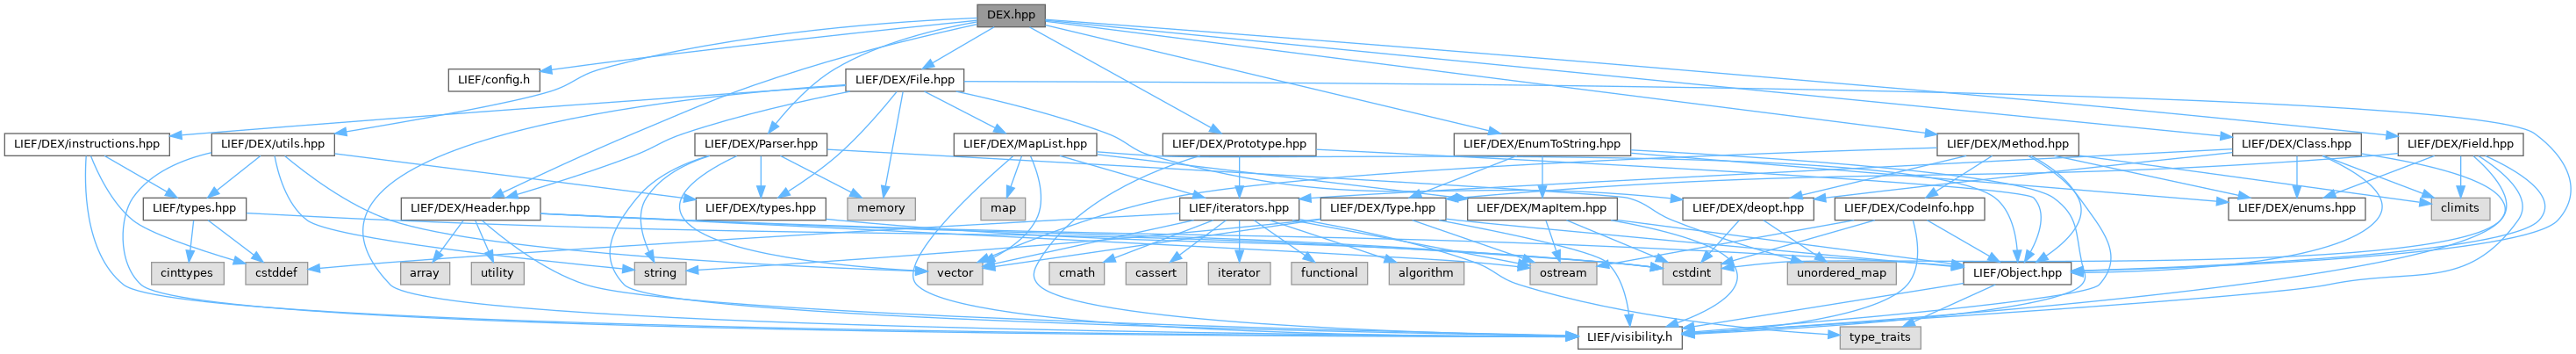 DEX.hpp
LIEF/config.h
LIEF/DEX/File.hpp
LIEF/DEX/instructions.hpp
LIEF/DEX/utils.hpp
LIEF/DEX/Parser.hpp
LIEF/DEX/MapList.hpp
LIEF/DEX/Prototype.hpp
LIEF/DEX/EnumToString.hpp
LIEF/DEX/Method.hpp
LIEF/DEX/Class.hpp
LIEF/DEX/Field.hpp
LIEF/types.hpp
LIEF/DEX/Header.hpp
LIEF/DEX/types.hpp
memory
map
LIEF/iterators.hpp
LIEF/DEX/Type.hpp
LIEF/DEX/MapItem.hpp
LIEF/DEX/deopt.hpp
LIEF/DEX/CodeInfo.hpp
LIEF/DEX/enums.hpp
climits
cinttypes
cstddef
array
utility
string
vector
cmath
cassert
iterator
functional
algorithm
ostream
cstdint
LIEF/Object.hpp
unordered_map
LIEF/visibility.h
type_traits